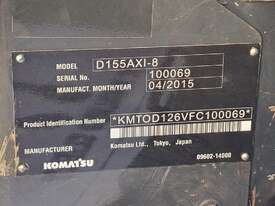 MODEL D155AXI-8
SERIAL No. 100069
MANUFACT. MONTH/YEAR 04/2015
Product Identification Number *KMTOD126VFC100069*
MANUFACTURER Komatsu Ltd., Tokyo, Japan
KOMATSU 09602-14000